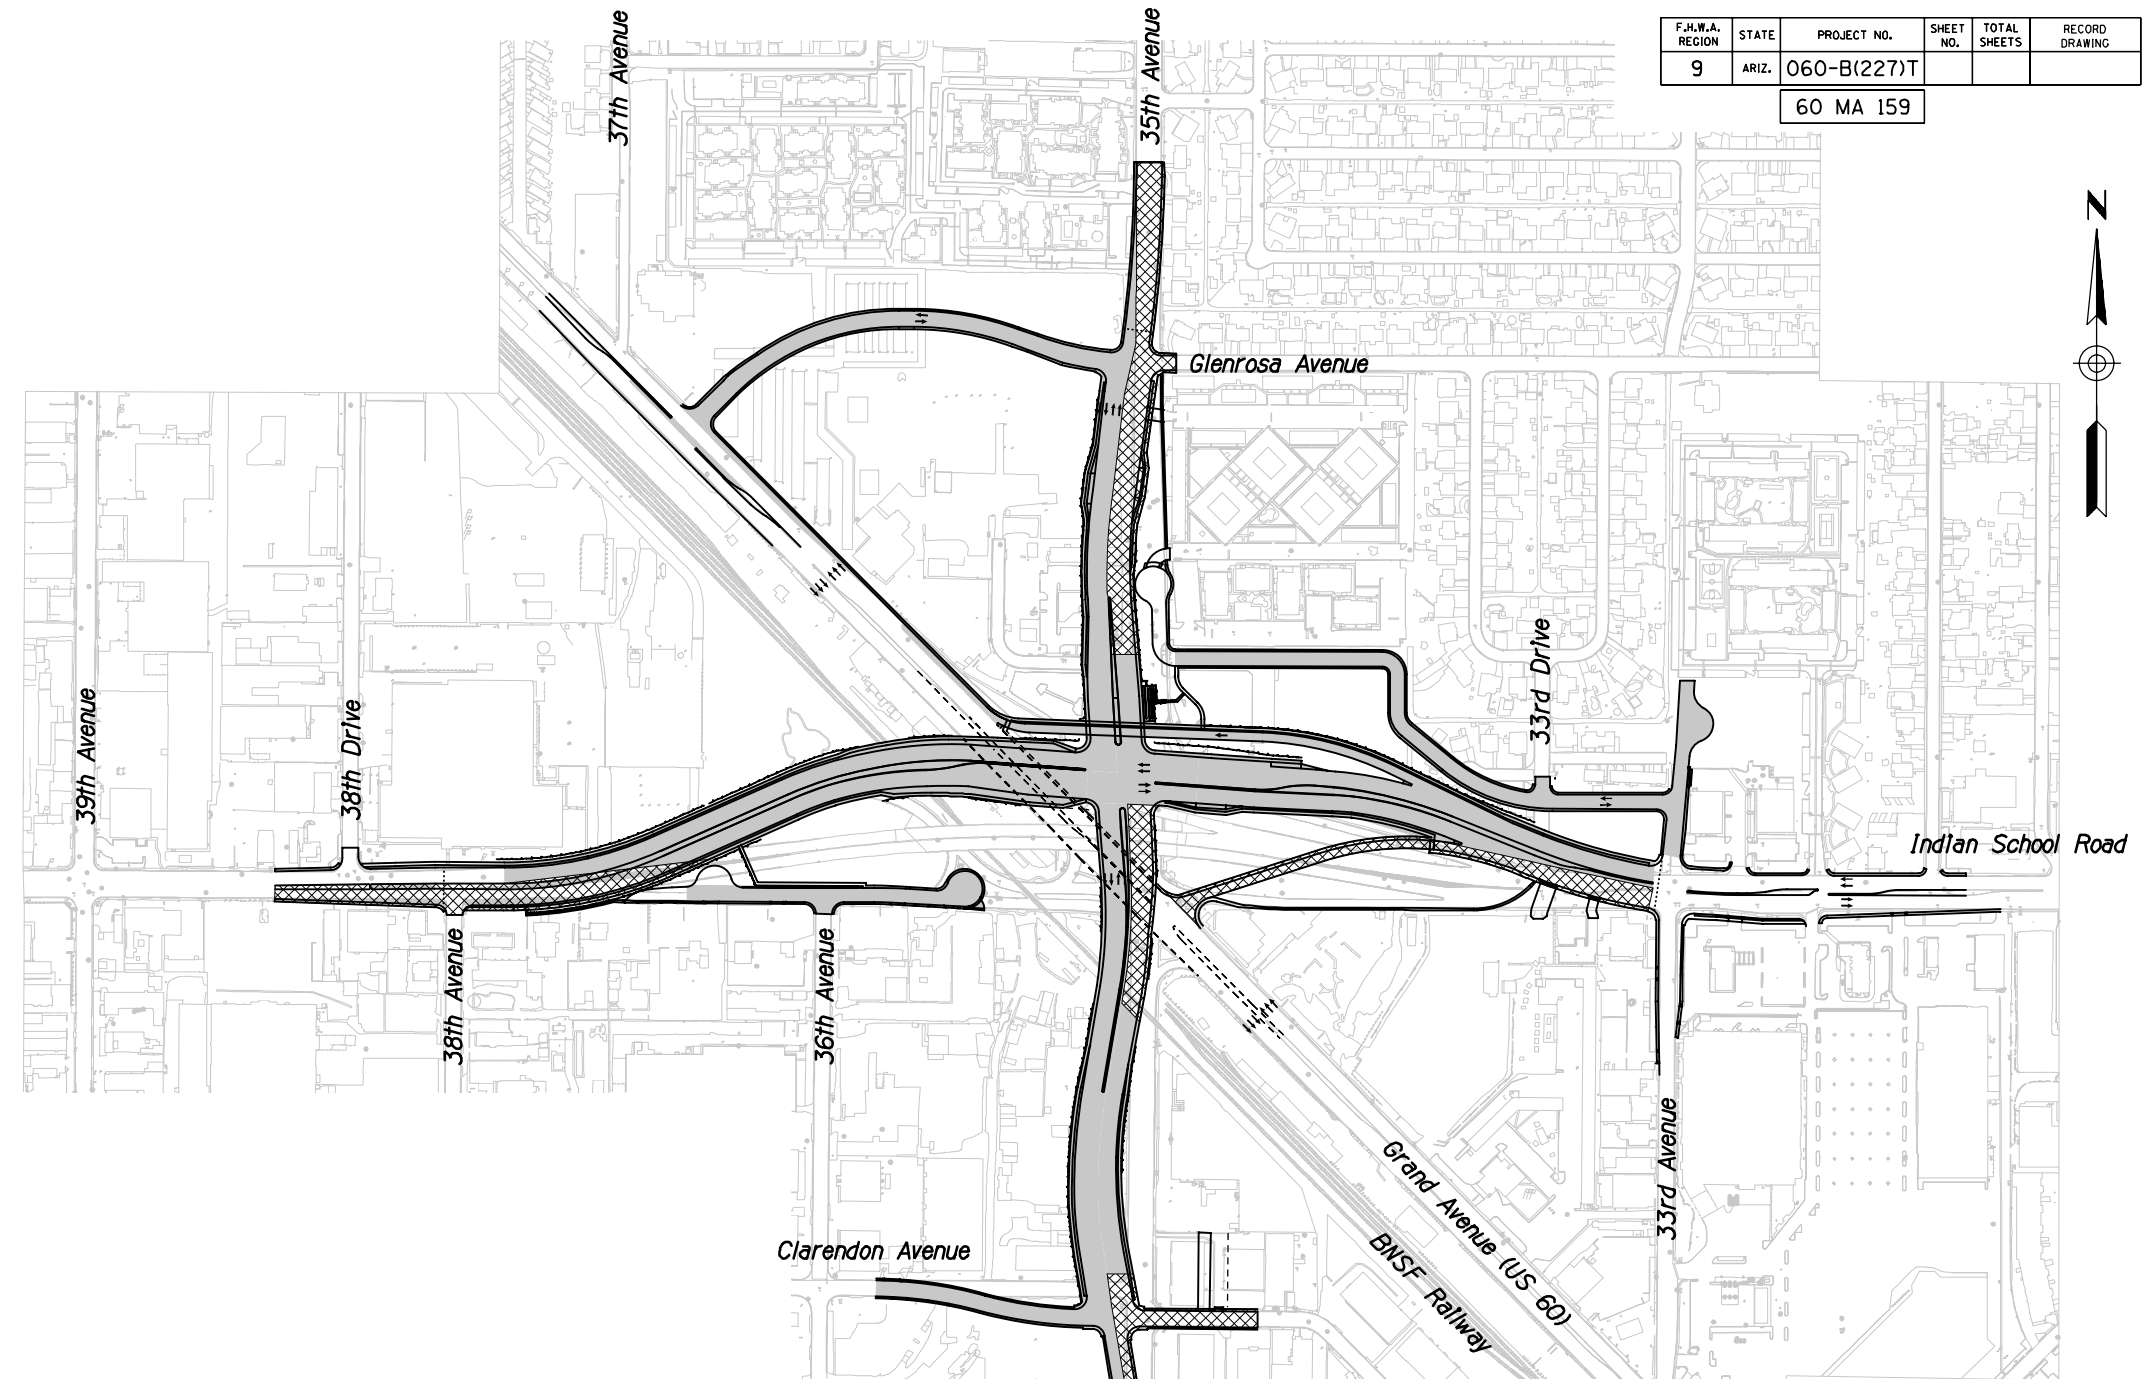 F.H.W.A. REGION
STATE
PROJECT NO.
SHEET NO.
TOTAL SHEETS
RECORD DRAWING
9
ARIZ.
060-B(227)T
60 MA 159
N
37th Avenue
35th Avenue
Glenrosa Avenue
39th Avenue
38th Drive
33rd Drive
Indian School Road
38th Avenue
36th Avenue
33rd Avenue
Grand Avenue (US 60)
BNSF Railway
Clarendon Avenue